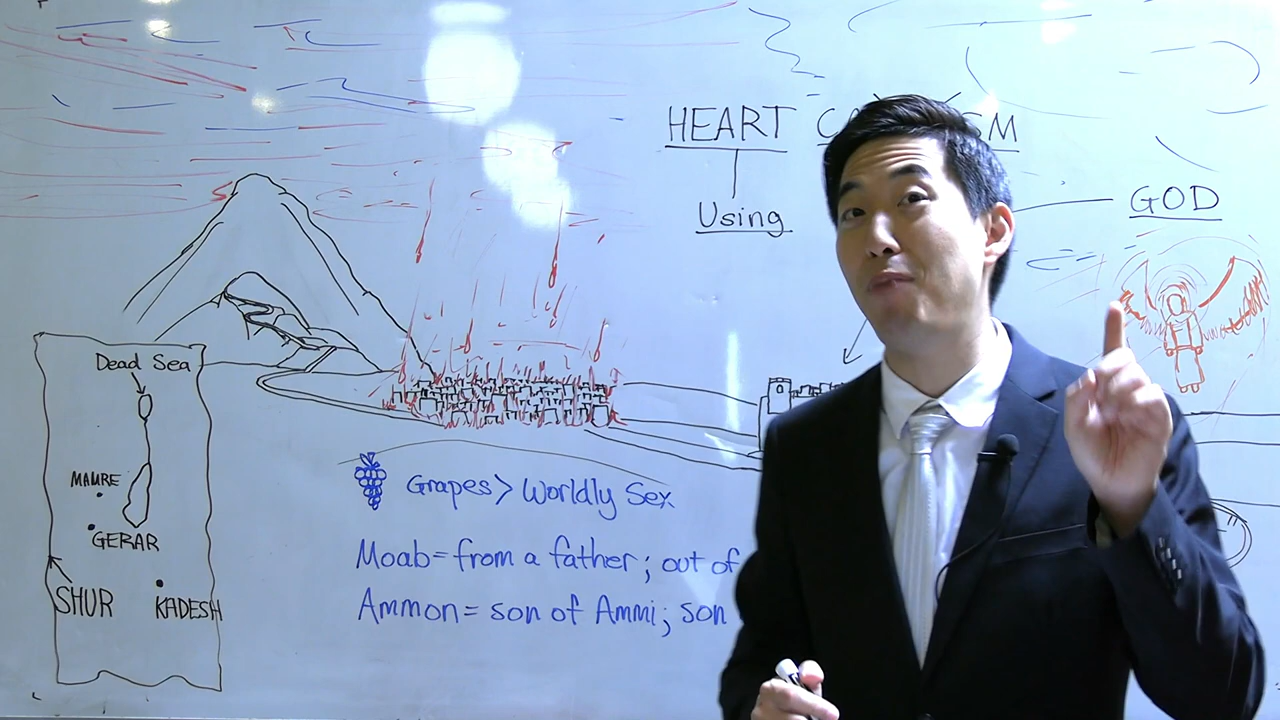 HEART
Using
GOD
Dead Sea
MAMRE
GERAR
SHUR
KADESH
Grapes > Worldly Sex
Moab = from a father; out of
Ammon = son of Ammi; son